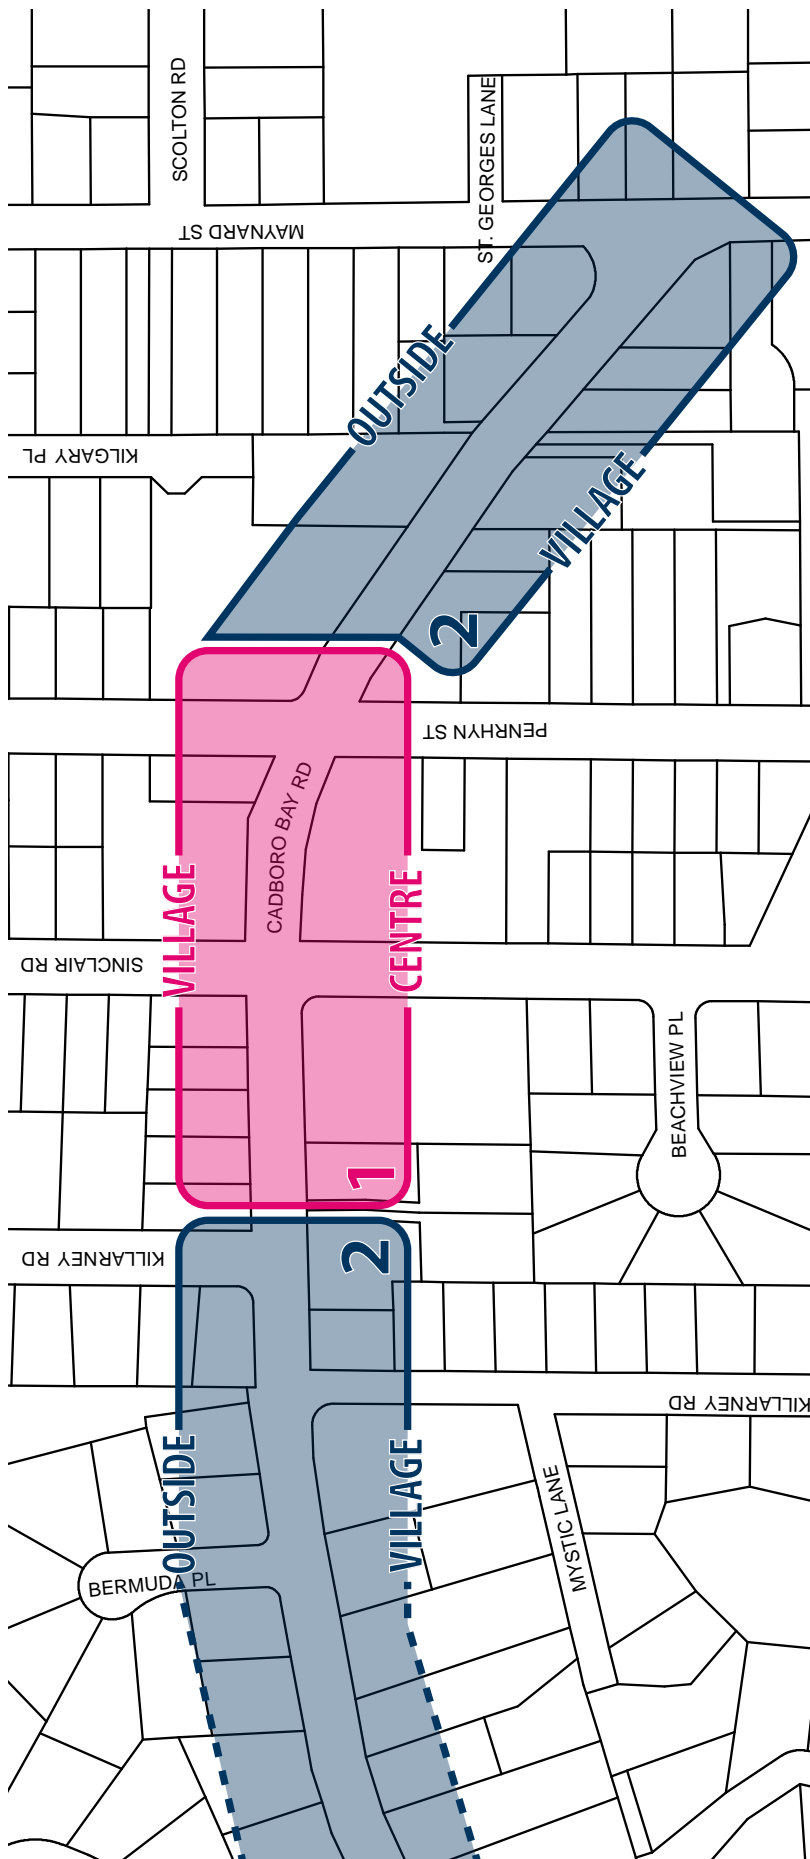 SCOLTON RD
ST. GEORGES LANE
MAYNARD ST
OUTSIDE
VILLAGE
KILGARY PL
2
PENRHYN ST
CADBORO BAY RD
VILLAGE
CENTRE
SINCLAIR RD
BEACHVIEW PL
1
2
KILLARNEY RD
KILLARNEY RD
OUTSIDE
VILLAGE
MYSTIC LANE
BERMUDA PL